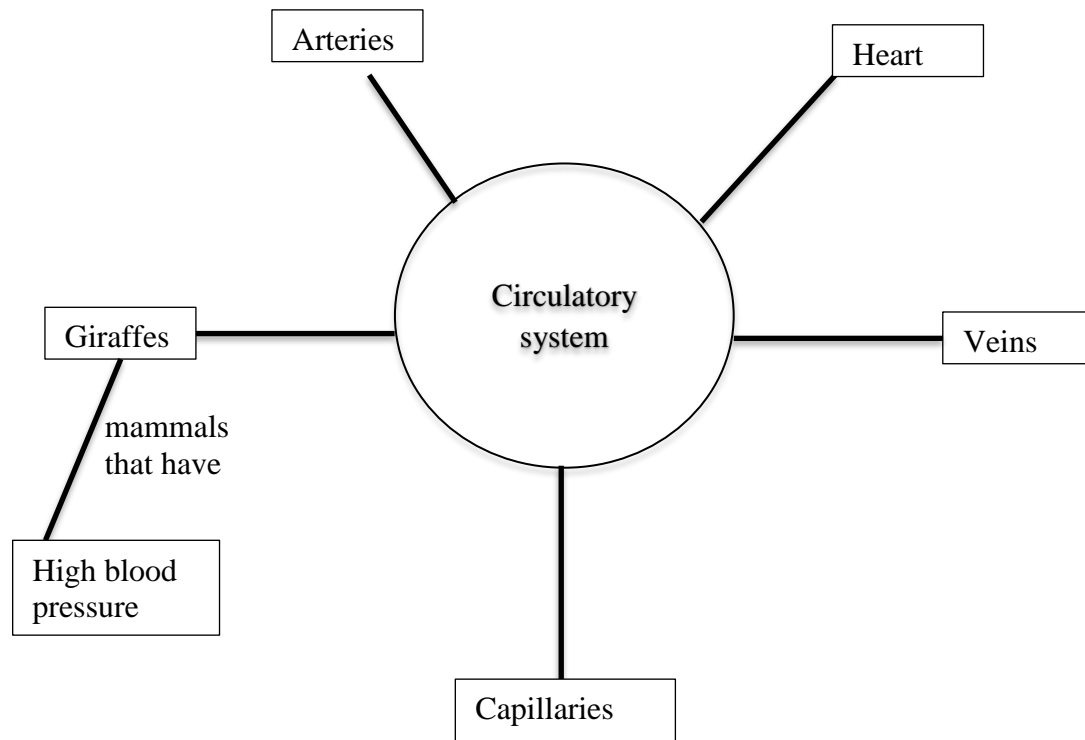 Arteries
Heart
Circulatory
system
Giraffes
Veins
mammals
that have
High blood
pressure
Capillaries